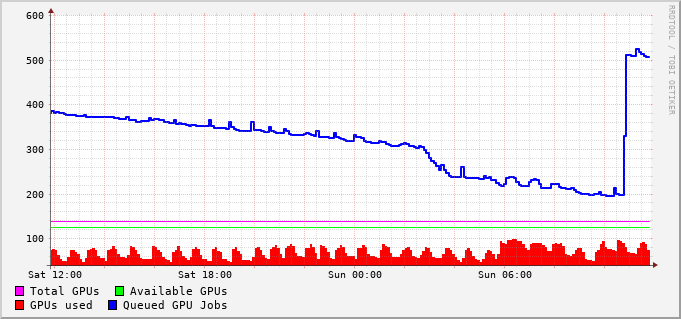 600
500
400
300
200
100
Sat 12:00 Sat 18:00 Sun 00:00 Sun 06:00
Total GPUs Available GPUs
GPUs used Queued GPU Jobs
RRDTOOL / TOBI OETIKER